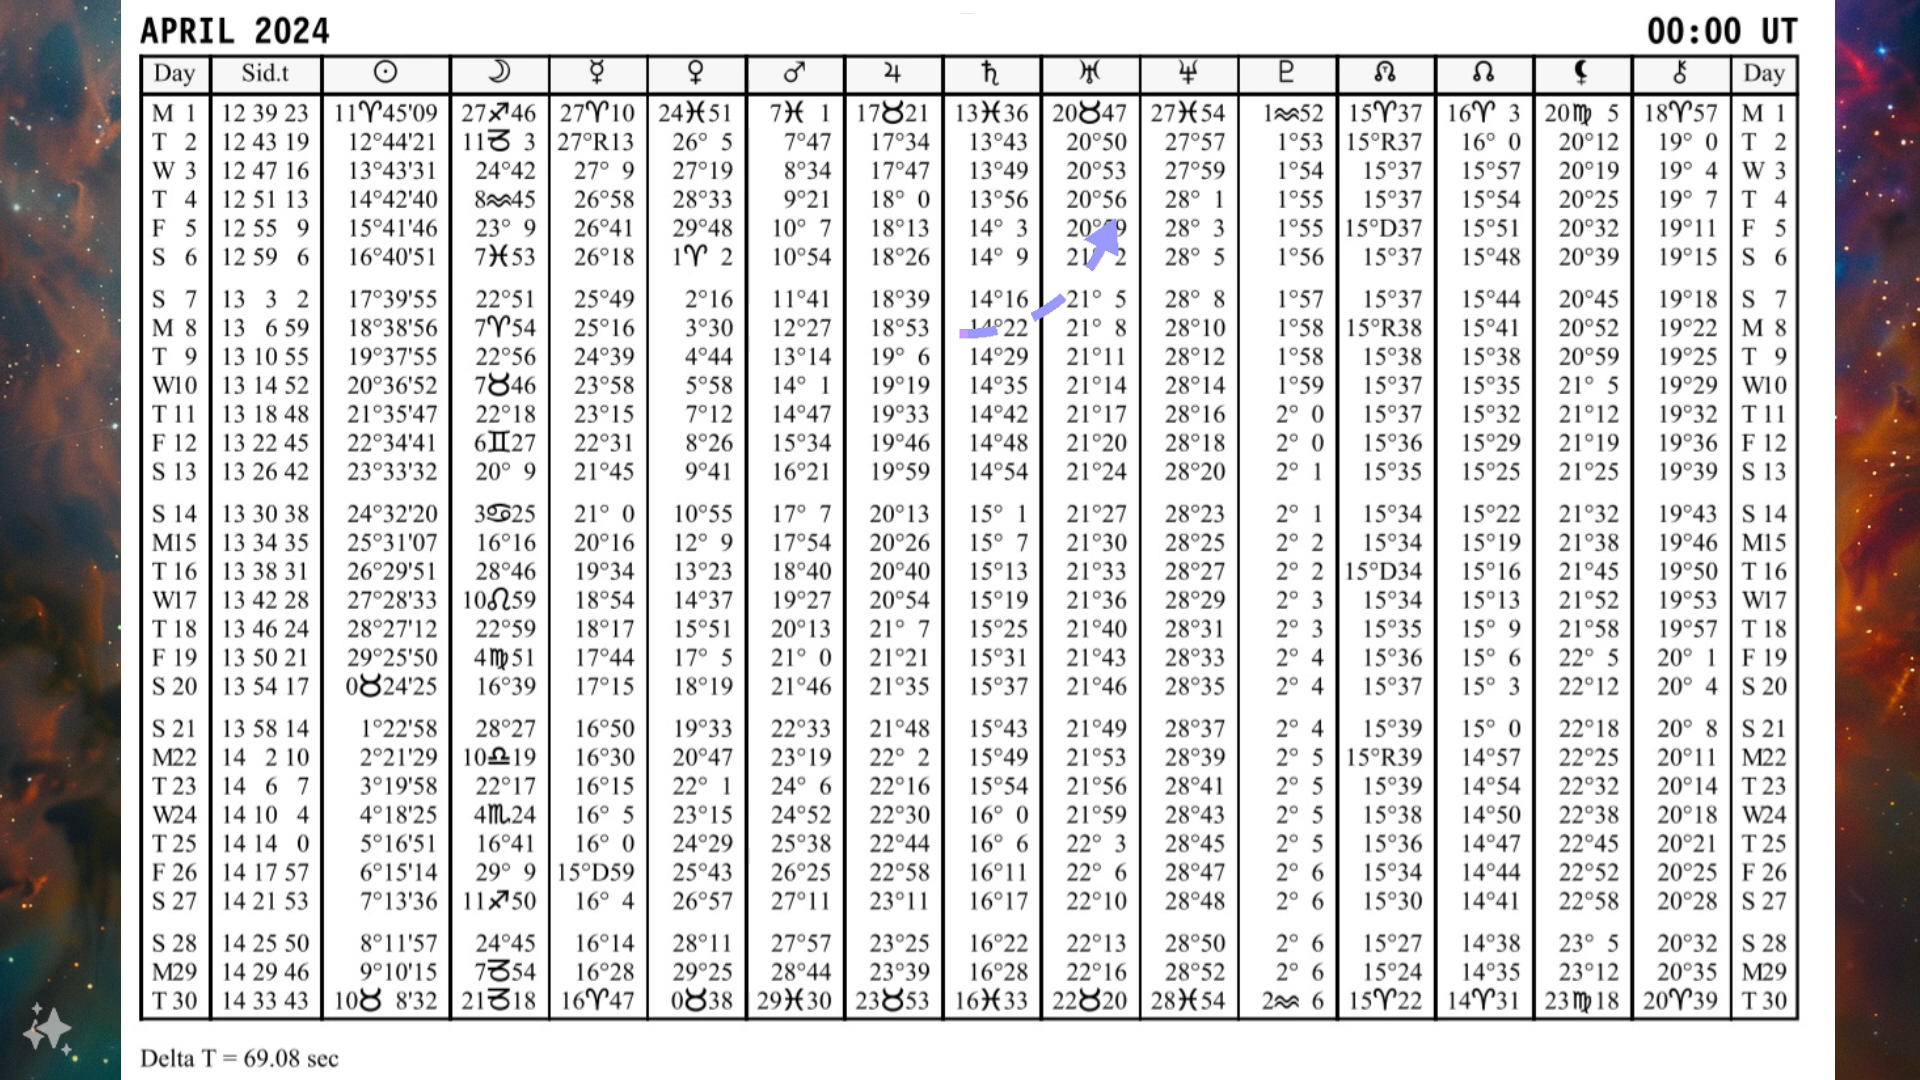 APRIL 2024 00:00 UT
Day Sid.t ☉ ☽ ☿ ♀ ♂ ♃ ♄ ♅ ♆ ♇ ☊ ☊ ⚸ ⚷ Day
M 1 12 39 23 11♈45'09 27♐46 27♈10 24♓51 7♓ 1 17♉21 13♓36 20♉47 27♓54 1♒52 15♈37 16♈ 3 20♍ 5 18♈57 M 1
T 2 12 43 19 12°44'21 11♑ 3 27°R13 26° 5 7°47 17°34 13°43 20°50 27°57 1°53 15°R37 16° 0 20°12 19° 0 T 2
W 3 12 47 16 13°43'31 24°42 27° 9 27°19 8°34 17°47 13°49 20°53 27°59 1°54 15°37 15°57 20°19 19° 4 W 3
T 4 12 51 13 14°42'40 8♒45 26°58 28°33 9°21 18° 0 13°56 20°56 28° 1 1°55 15°37 15°54 20°25 19° 7 T 4
F 5 12 55 9 15°41'46 23° 9 26°41 29°48 10° 7 18°13 14° 3 28° 3 1°55 15°D37 15°51 20°32 19°11 F 5
S 6 12 59 6 16°40'51 7♓53 26°18 1♈ 2 10°54 18°26 14° 9 28° 5 1°56 15°37 15°48 20°39 19°15 S 6
S 7 13 3 2 17°39'55 22°51 25°49 2°16 11°41 18°39 14°16 21° 5 28° 8 1°57 15°37 15°44 20°45 19°18 S 7
M 8 13 6 59 18°38'56 7♈54 25°16 3°30 12°27 18°53 14°22 21° 8 28°10 1°58 15°R38 15°41 20°52 19°22 M 8
T 9 13 10 55 19°37'55 22°56 24°39 4°44 13°14 19° 6 14°29 21°11 28°12 1°58 15°38 15°38 20°59 19°25 T 9
W10 13 14 52 20°36'52 7♉46 23°58 5°58 14° 1 19°19 14°35 21°14 28°14 1°59 15°37 15°35 21° 5 19°29 W10
T 11 13 18 48 21°35'47 22°18 23°15 7°12 14°47 19°33 14°42 21°17 28°16 2° 0 15°37 15°32 21°12 19°32 T 11
F 12 13 22 45 22°34'41 6♊27 22°31 8°26 15°34 19°46 14°48 21°20 28°18 2° 0 15°36 15°29 21°19 19°36 F 12
S 13 13 26 42 23°33'32 20° 9 21°45 9°41 16°21 19°59 14°54 21°24 28°20 2° 1 15°35 15°25 21°25 19°39 S 13
S 14 13 30 38 24°32'20 3♋25 21° 0 10°55 17° 7 20°13 15° 1 21°27 28°23 2° 1 15°34 15°22 21°32 19°43 S 14
M15 13 34 35 25°31'07 16°16 20°16 12° 9 17°54 20°26 15° 7 21°30 28°25 2° 2 15°34 15°19 21°38 19°46 M15
T 16 13 38 31 26°29'51 28°46 19°34 13°23 18°40 20°40 15°13 21°33 28°27 2° 2 15°D34 15°16 21°45 19°50 T 16
W17 13 42 28 27°28'33 10♌59 18°54 14°37 19°27 20°54 15°19 21°36 28°29 2° 3 15°34 15°13 21°52 19°53 W17
T 18 13 46 24 28°27'12 22°59 18°17 15°51 20°13 21° 7 15°25 21°40 28°31 2° 3 15°35 15° 9 21°58 19°57 T 18
F 19 13 50 21 29°25'50 4♍51 17°44 17° 5 21° 0 21°21 15°31 21°43 28°33 2° 4 15°36 15° 6 22° 5 20° 1 F 19
S 20 13 54 17 0♉24'25 16°39 17°15 18°19 21°46 21°35 15°37 21°46 28°35 2° 4 15°37 15° 3 22°12 20° 4 S 20
S 21 13 58 14 1°22'58 28°27 16°50 19°33 22°33 21°48 15°43 21°49 28°37 2° 4 15°39 15° 0 22°18 20° 8 S 21
M22 14 2 10 2°21'29 10♎19 16°30 20°47 23°19 22° 2 15°49 21°53 28°39 2° 5 15°R39 14°57 22°25 20°11 M22
T 23 14 6 7 3°19'58 22°17 16°15 22° 1 24° 6 22°16 15°54 21°56 28°41 2° 5 15°39 14°54 22°32 20°14 T 23
W24 14 10 4 4°18'25 4♏24 16° 5 23°15 24°52 22°30 16° 0 21°59 28°43 2° 5 15°38 14°50 22°38 20°18 W24
T 25 14 14 0 5°16'51 16°41 16° 0 24°29 25°38 22°44 16° 6 22° 3 28°45 2° 5 15°36 14°47 22°45 20°21 T 25
F 26 14 17 57 6°15'14 29° 9 15°D59 25°43 26°25 22°58 16°11 22° 6 28°47 2° 6 15°34 14°44 22°52 20°25 F 26
S 27 14 21 53 7°13'36 11♐50 16° 4 26°57 27°11 23°11 16°17 22°10 28°48 2° 6 15°30 14°41 22°58 20°28 S 27
S 28 14 25 50 8°11'57 24°45 16°14 28°11 27°57 23°25 16°22 22°13 28°50 2° 6 15°27 14°38 23° 5 20°32 S 28
M29 14 29 46 9°10'15 7♑54 16°28 29°25 28°44 23°39 16°28 22°16 28°52 2° 6 15°24 14°35 23°12 20°35 M29
T 30 14 33 43 10♉ 8'32 21♑18 16♈47 0♉38 29♓30 23♉53 16♓33 22♉20 28♓54 2♒ 6 15♈22 14♈31 23♍18 20♈39 T 30
Delta T = 69.08 sec